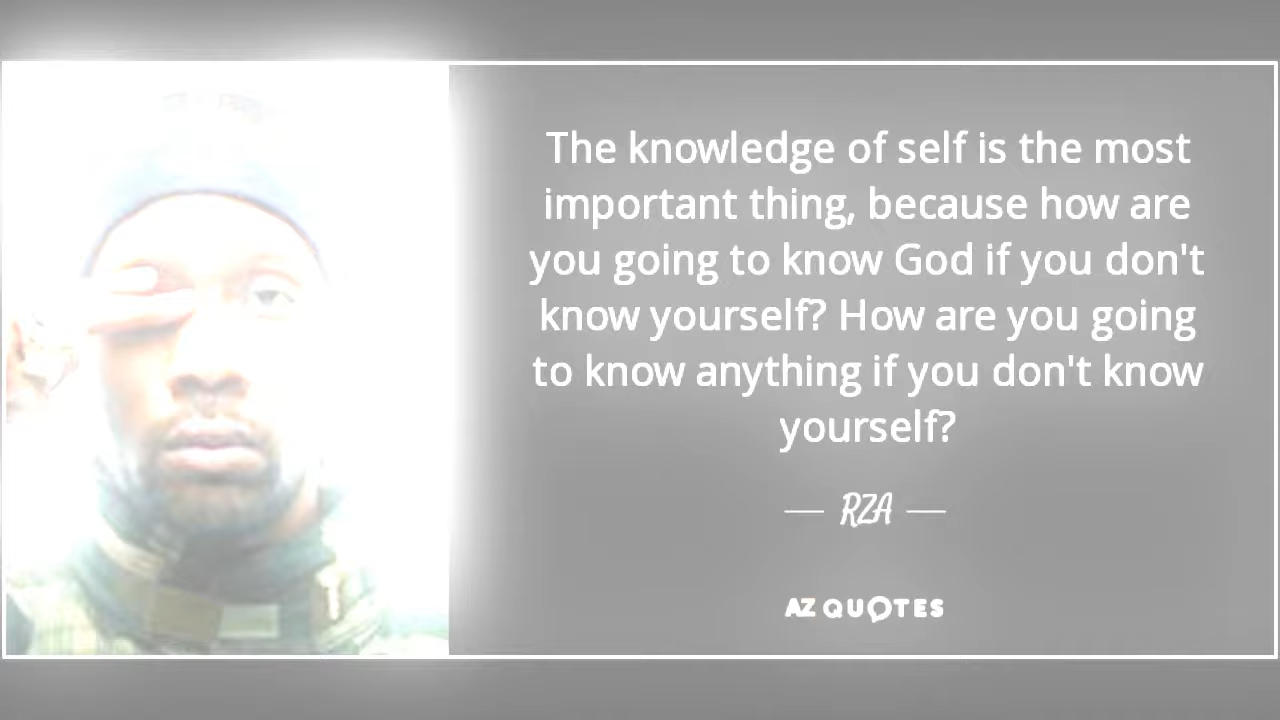 The knowledge of self is the most
important thing, because how are
you going to know God if you don't
know yourself? How are you going
to know anything if you don't know
yourself?
— RZA —
AZ QUOTES